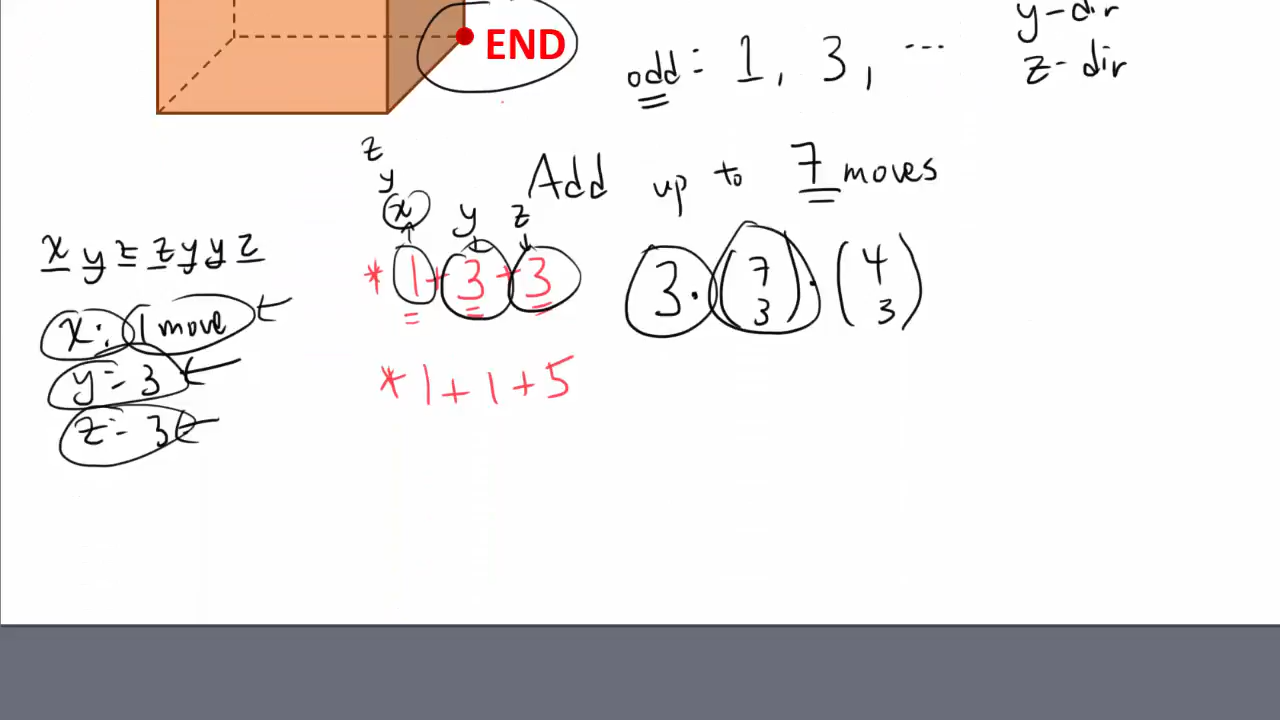 END
y-dir
odd: 1, 3, ...
z-dir
z
y
x y z
Add up to 7 moves
x y z z y y z
* 1 + 3 + 3
3 · (7 3) · (4 3)
x: 1 move
y: 3
z: 3
* 1 + 1 + 5